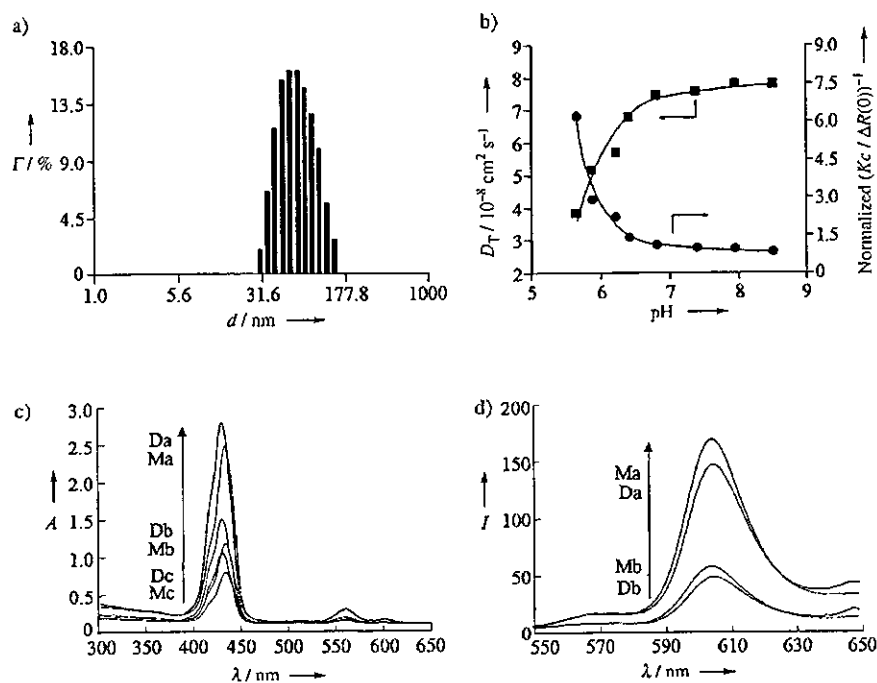 a)
18.0
13.5
Γ / %
9.0
4.5
0
1.0
5.6
31.6
177.8
1000
d / nm
b)
9
8
7
6
5
4
3
2
D_T / 10⁻⁸ cm² s⁻¹
9.0
7.5
6.0
4.5
3.0
1.5
0
Normalized (Kc / ΔR(0))⁻¹
5
6
7
8
9
pH
c)
3.0
2.5
2.0
1.5
1.0
0.5
0
A
Da
Ma
Db
Mb
Dc
Mc
300
350
400
450
500
550
600
650
λ / nm
d)
200
150
100
50
0
I
Ma
Da
Mb
Db
550
570
590
610
630
650
λ / nm